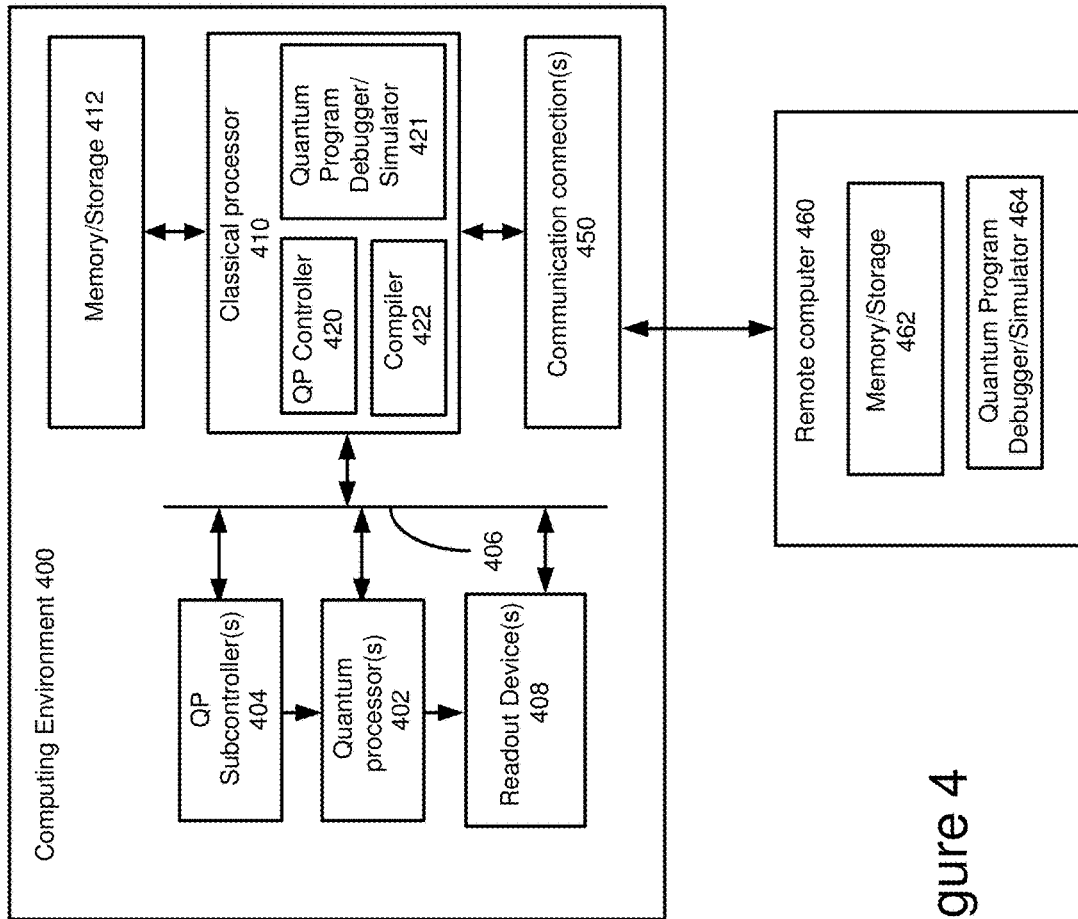 Computing Environment 400
QP
Subcontroller(s)
404
Quantum
processor(s)
402
Readout Device(s)
408
406
Memory/Storage 412
Classical processor
410
QP Controller
420
Compiler
422
Quantum
Program
Debugger/
Simulator
421
Communication connection(s)
450
Remote computer 460
Memory/Storage
462
Quantum Program
Debugger/Simulator 464
gure 4